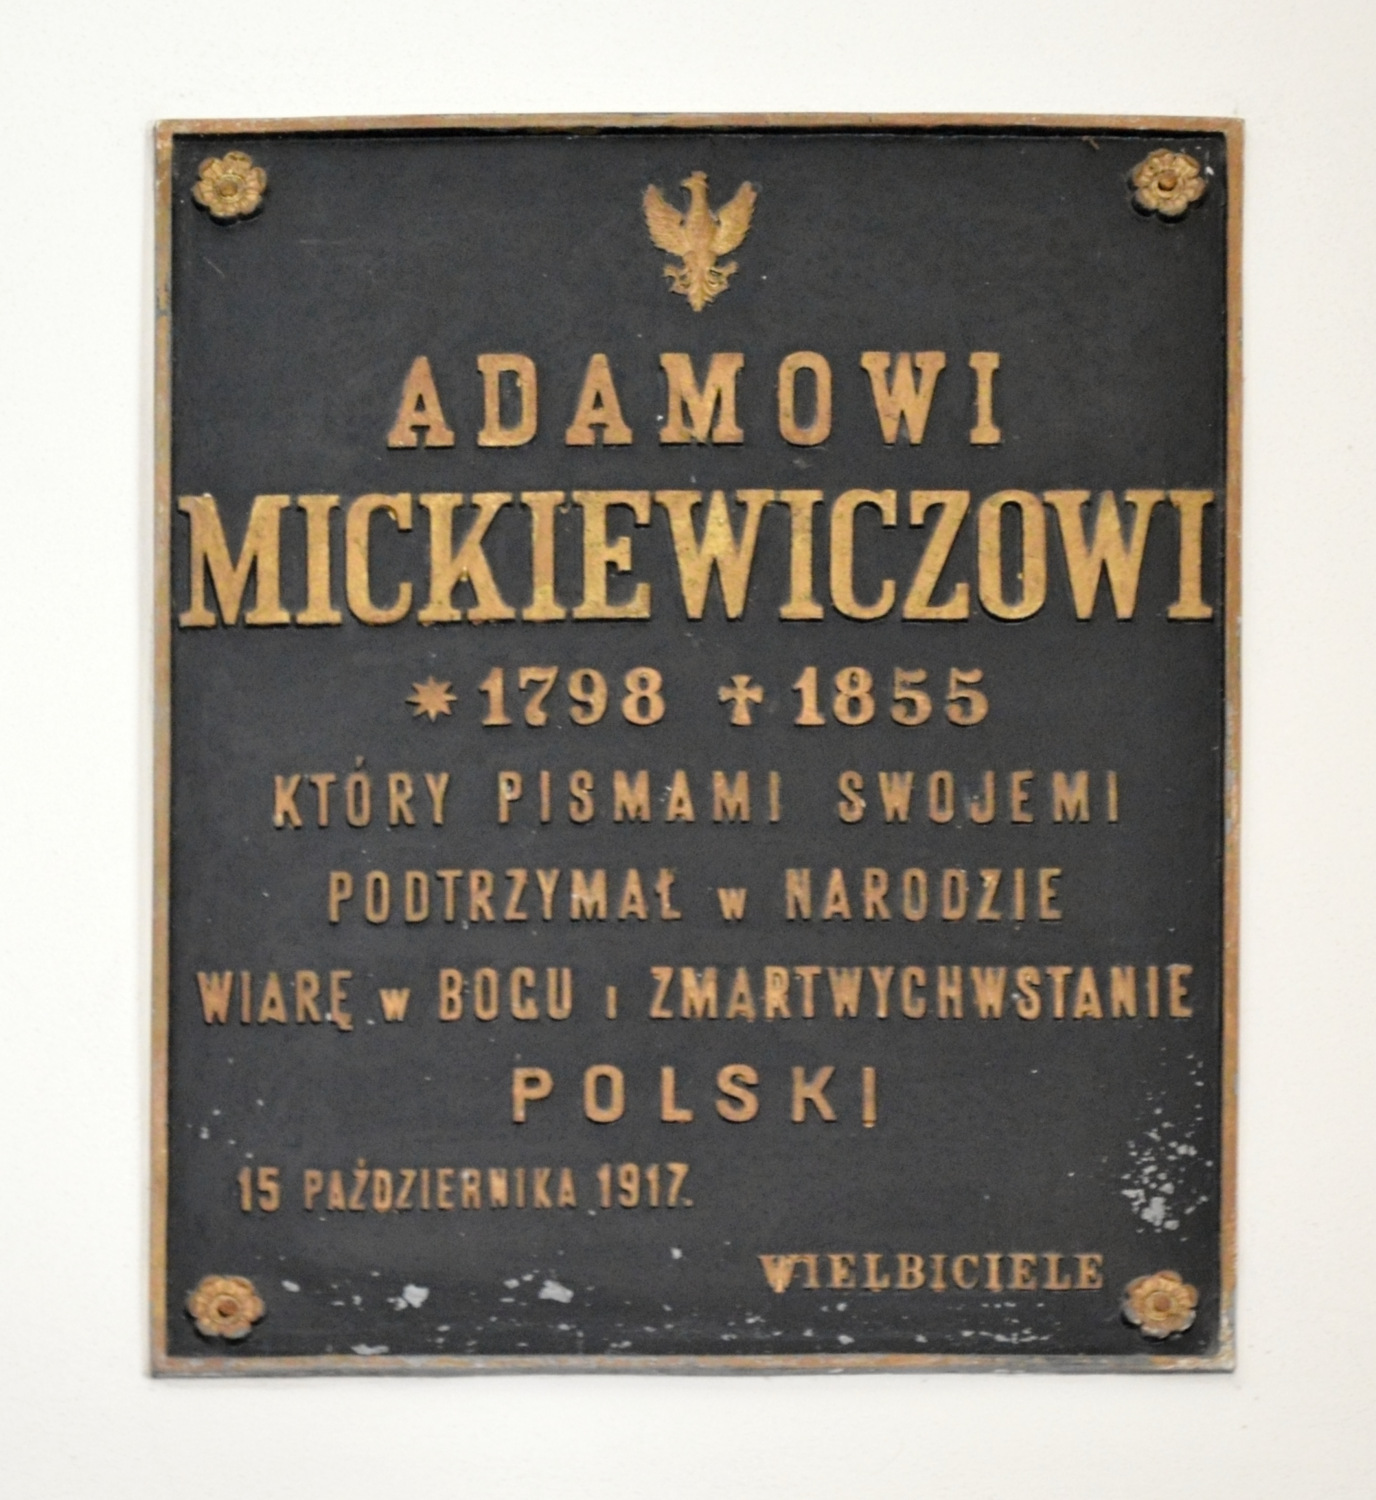 ADAMOWI
MICKIEWICZOWI
✴1798 ✝1855
KTÓRY PISMAMI SWOJEMI
PODTRZYMAŁ w NARODZIE
WIARĘ w BOGU I ZMARTWYCHWSTANIE
POLSKI
15 PAŹDZIERNIKA 1917.
WIELBICIELE